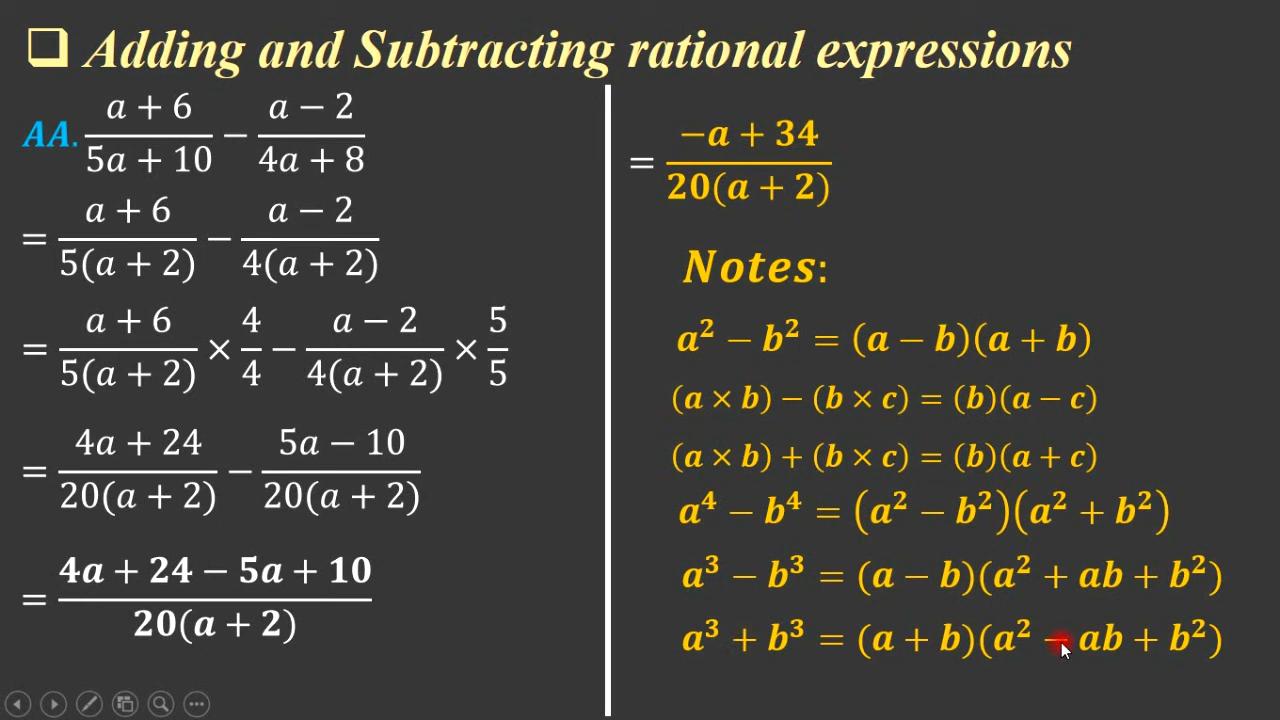 ❑ Adding and Subtracting rational expressions
AA. (a + 6)/(5a + 10) − (a − 2)/(4a + 8)
= (a + 6)/(5(a + 2)) − (a − 2)/(4(a + 2))
= (a + 6)/(5(a + 2)) × 4/4 − (a − 2)/(4(a + 2)) × 5/5
= (4a + 24)/(20(a + 2)) − (5a − 10)/(20(a + 2))
= (4a + 24 − 5a + 10)/(20(a + 2))
= (−a + 34)/(20(a + 2))
Notes:
a² − b² = (a − b)(a + b)
(a × b) − (b × c) = (b)(a − c)
(a × b) + (b × c) = (b)(a + c)
a⁴ − b⁴ = (a² − b²)(a² + b²)
a³ − b³ = (a − b)(a² + ab + b²)
a³ + b³ = (a + b)(a² − ab + b²)